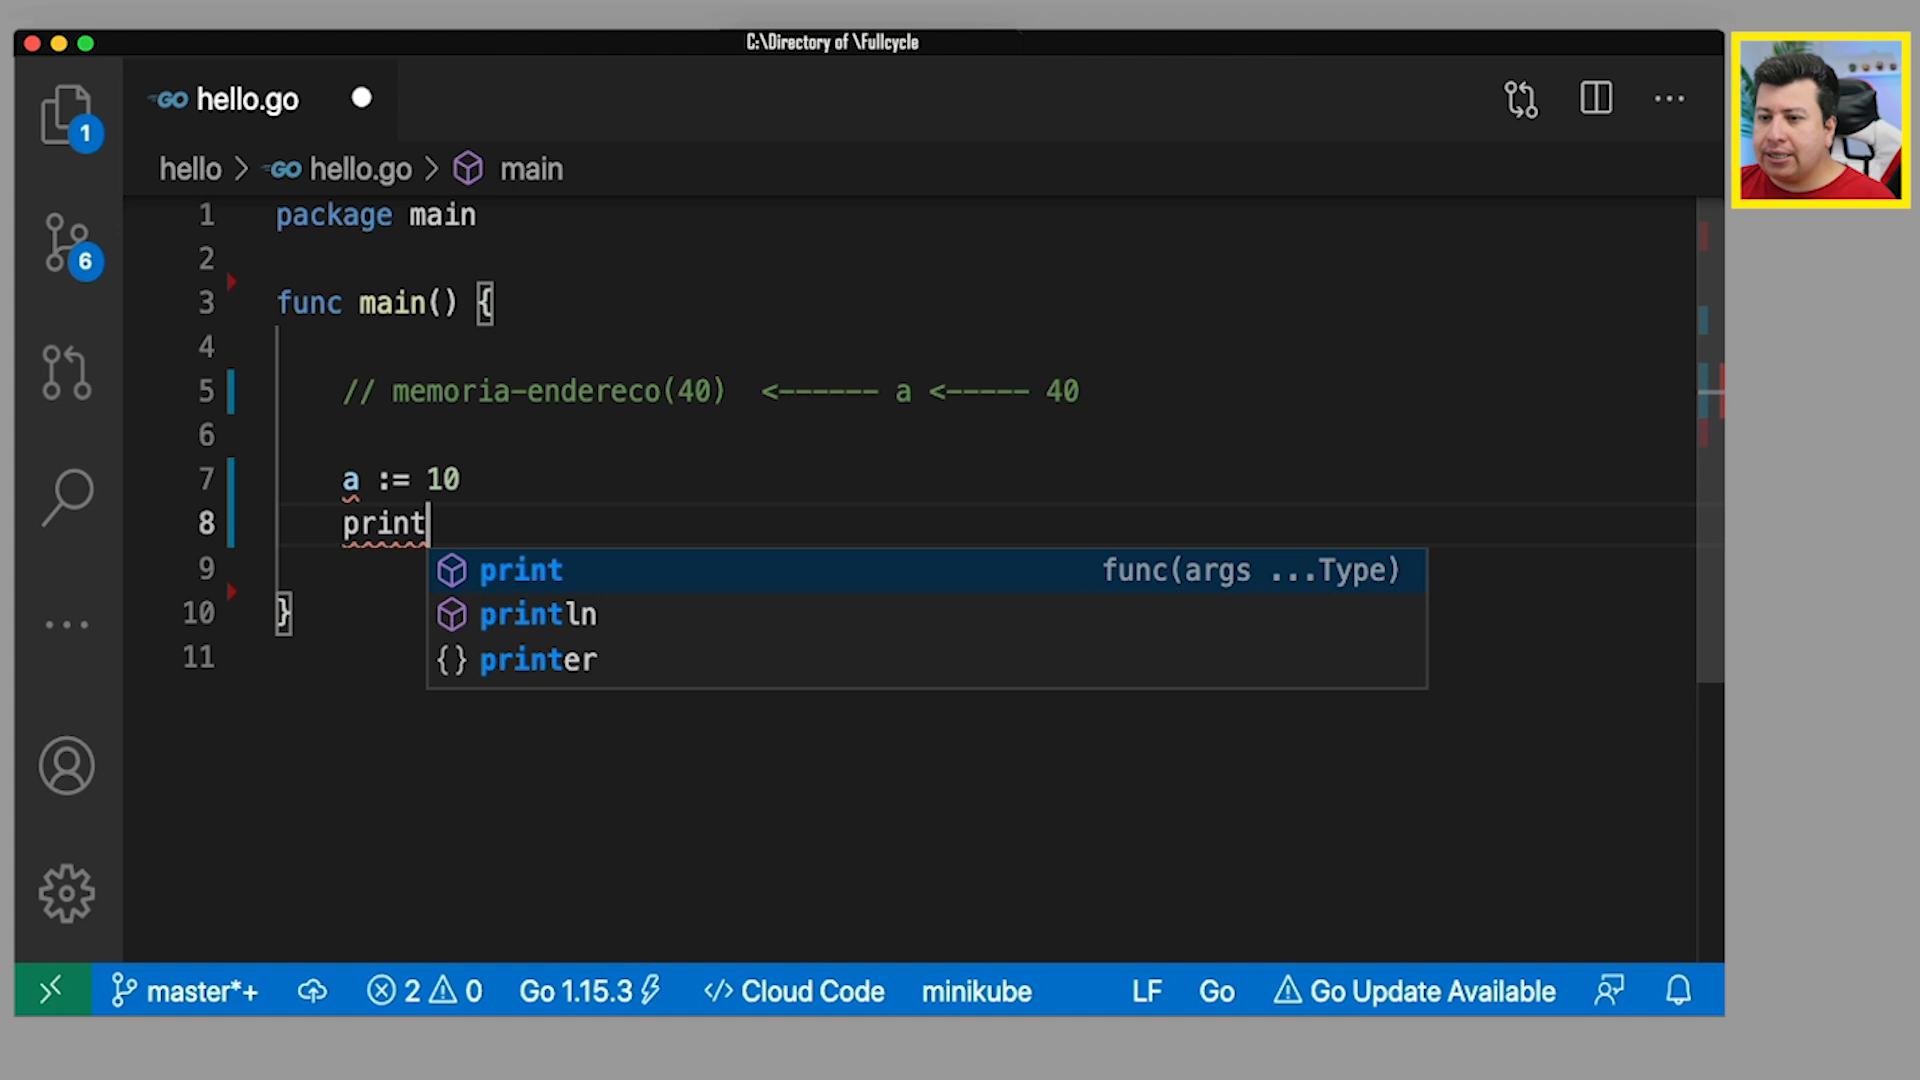 C:\Directory of \Fullcycle
GO hello.go
hello > GO hello.go > main
1
6
1 package main
2
3 func main() {
4
5 // memoria-endereco(40) <------ a <----- 40
6
7 a := 10
8 print
9
10 }
11
print func(args ...Type)
println
{} printer
master*+ 2 0 Go 1.15.3 </> Cloud Code minikube LF Go Go Update Available